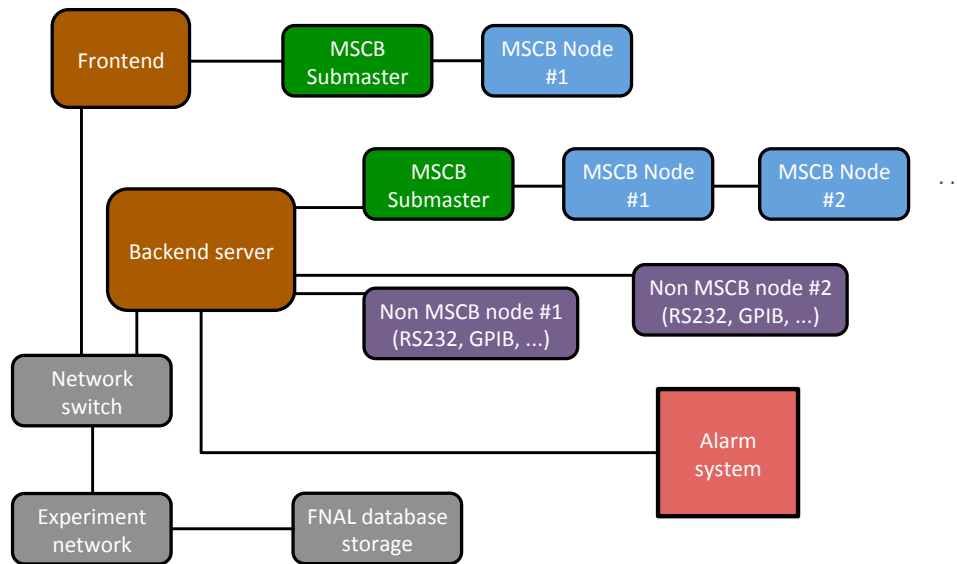 Frontend
MSCB
Submaster
MSCB Node
#1
MSCB
Submaster
MSCB Node
#1
MSCB Node
#2
. .
Backend server
Non MSCB node #1
(RS232, GPIB, ...)
Non MSCB node #2
(RS232, GPIB, ...)
Network
switch
Alarm
system
Experiment
network
FNAL database
storage